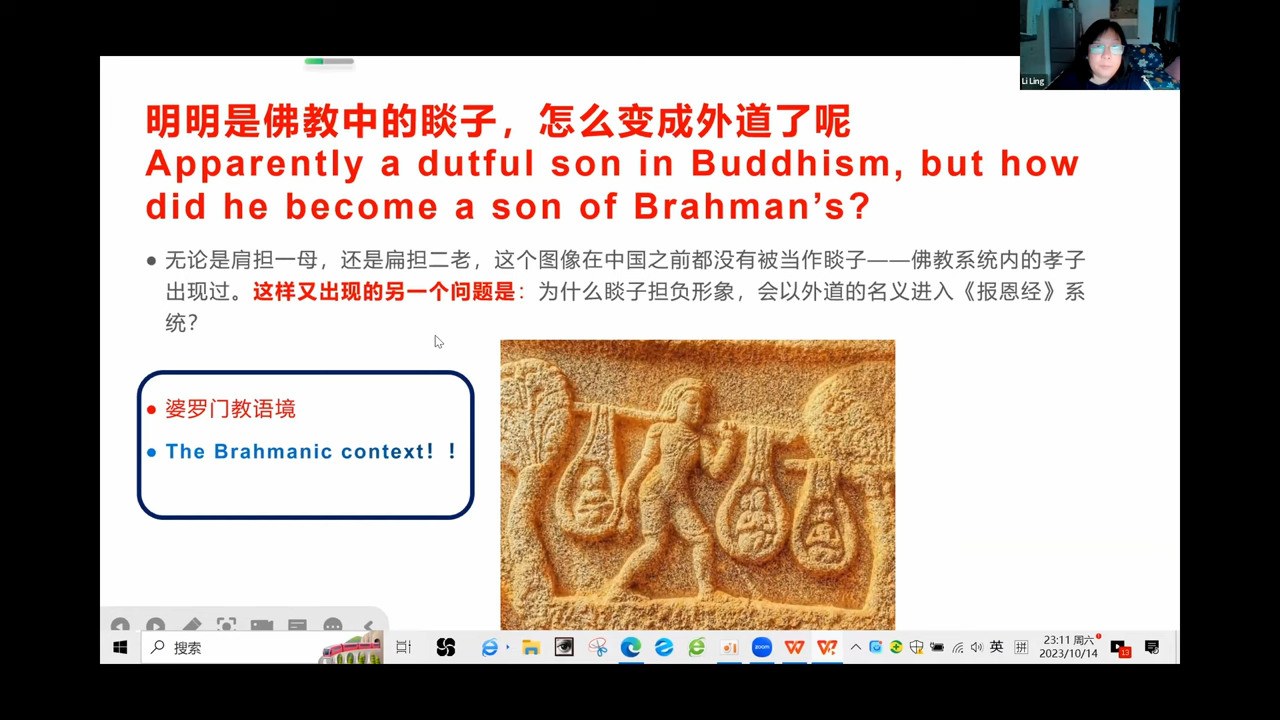 Li Ling
明明是佛教中的睒子，怎么变成外道了呢
Apparently a dutful son in Buddhism, but how
did he become a son of Brahman’s?
● 无论是肩担一母，还是扁担二老，这个图像在中国之前都没有被当作睒子——佛教系统内的孝子
出现过。这样又出现的另一个问题是：为什么睒子担负形象，会以外道的名义进入《报恩经》系
统？
● 婆罗门教语境
● The Brahmanic context！！
搜索
zoom
英
拼
23:11 周六
2023/10/14
13